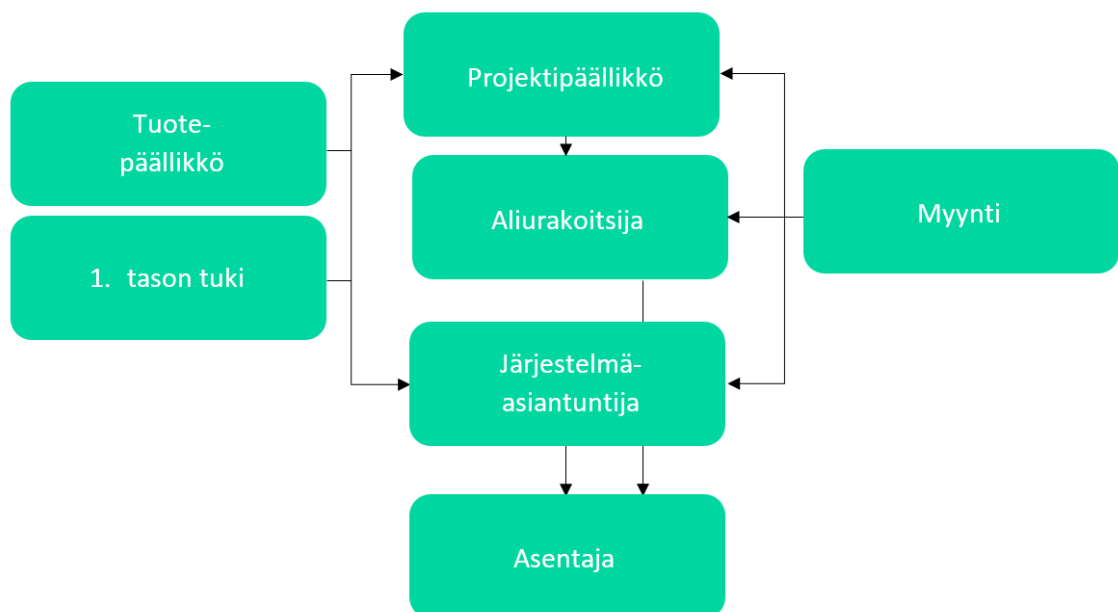 Projektipäällikkö
Tuote-
päällikkö
Aliurakoitsija
Myynti
1. tason tuki
Järjestelmä-
asiantuntija
Asentaja